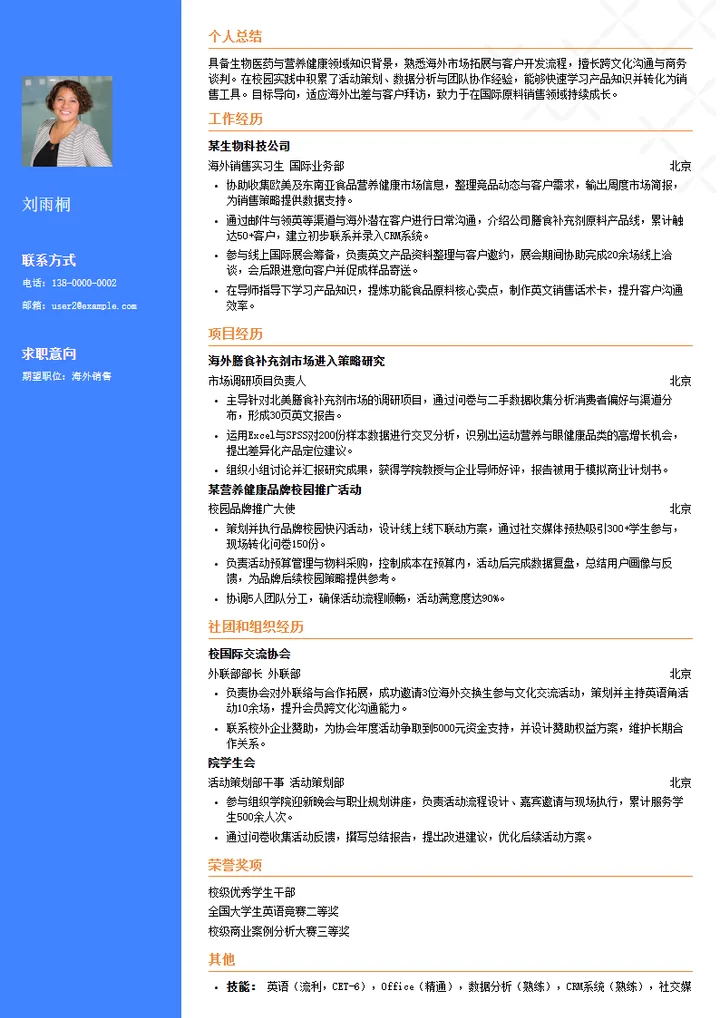 刘雨桐
联系方式
电话：138-0000-0002
邮箱：user2@example.com
求职意向
期望职位：海外销售
个人总结
具备生物医药与营养健康领域知识背景，熟悉海外市场拓展与客户开发流程，擅长跨文化沟通与商务
谈判。在校园实践中积累了活动策划、数据分析与团队协作经验，能够快速学习产品知识并转化为销
售工具。目标导向，适应海外出差与客户拜访，致力于在国际原料销售领域持续成长。
工作经历
某生物科技公司
海外销售实习生 国际业务部 北京
• 协助收集欧美及东南亚食品营养健康市场信息，整理竞品动态与客户需求，输出周度市场简报，
为销售策略提供数据支持。
• 通过邮件与领英等渠道与海外潜在客户进行日常沟通，介绍公司膳食补充剂原料产品线，累计触
达50+客户，建立初步联系并录入CRM系统。
• 参与线上国际展会筹备，负责英文产品资料整理与客户邀约，展会期间协助完成20余场线上洽
谈，会后跟进意向客户并促成样品寄送。
• 在导师指导下学习产品知识，提炼功能食品原料核心卖点，制作英文销售话术卡，提升客户沟通
效率。
项目经历
海外膳食补充剂市场进入策略研究
市场调研项目负责人 北京
• 主导针对北美膳食补充剂市场的调研项目，通过问卷与二手数据收集分析消费者偏好与渠道分
布，形成30页英文报告。
• 运用Excel与SPSS对200份样本数据进行交叉分析，识别出运动营养与眼健康品类的高增长机会，
提出差异化产品定位建议。
• 组织小组讨论并汇报研究成果，获得学院教授与企业导师好评，报告被用于模拟商业计划书。
某营养健康品牌校园推广活动
校园品牌推广大使 北京
• 策划并执行品牌校园快闪活动，设计线上线下联动方案，通过社交媒体预热吸引300+学生参与，
现场转化问卷150份。
• 负责活动预算管理与物料采购，控制成本在预算内，活动后完成数据复盘，总结用户画像与反
馈，为品牌后续校园策略提供参考。
• 协调5人团队分工，确保活动流程顺畅，活动满意度达90%。
社团和组织经历
校国际交流协会
外联部部长 外联部 北京
• 负责协会对外联络与合作拓展，成功邀请3位海外交换生参与文化交流活动，策划并主持英语角活
动10余场，提升会员跨文化沟通能力。
• 联系校外企业赞助，为协会年度活动争取到5000元资金支持，并设计赞助权益方案，维护长期合
作关系。
院学生会
活动策划部干事 活动策划部 北京
• 参与组织学院迎新晚会与职业规划讲座，负责活动流程设计、嘉宾邀请与现场执行，累计服务学
生500余人次。
• 通过问卷收集活动反馈，撰写总结报告，提出改进建议，优化后续活动方案。
荣誉奖项
校级优秀学生干部
全国大学生英语竞赛二等奖
校级商业案例分析大赛三等奖
其他
• 技能： 英语（流利，CET-6），Office（精通），数据分析（熟练），CRM系统（熟练），社交媒